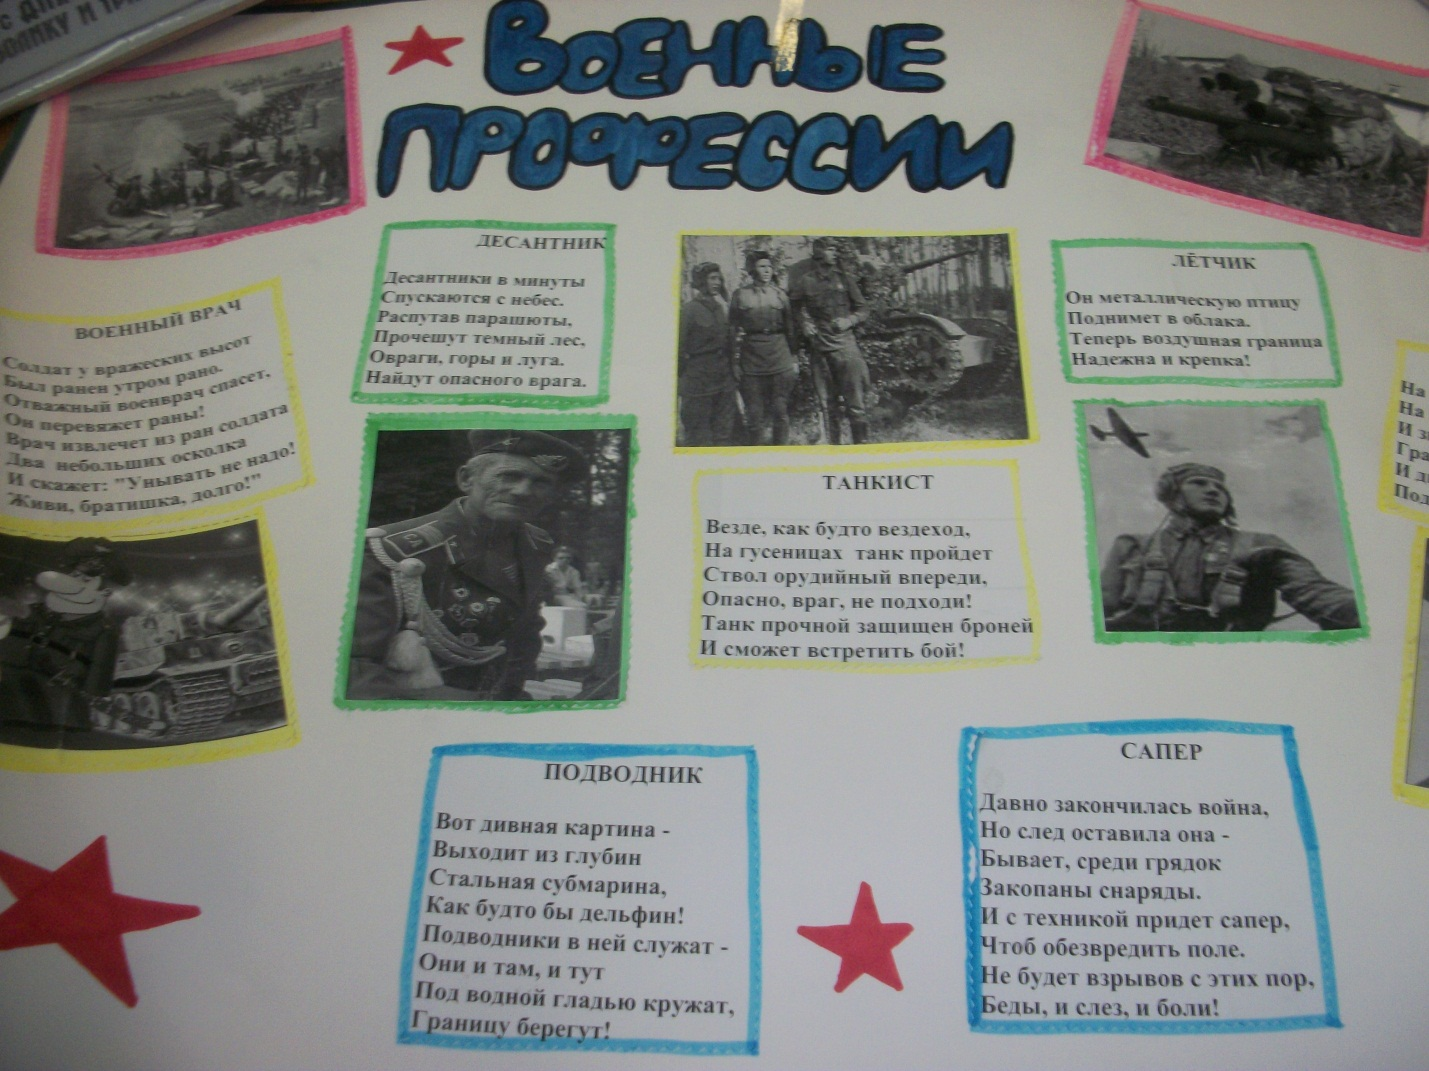 ВОЕННЫЕ
ПРОФЕССИИ
ВОЕННЫЙ ВРАЧ
Солдат у вражеских высот
Был ранен утром рано.
Отважный военврач спасет,
Он перевяжет раны!
Врач извлечет из ран солдата
Два небольших осколка
И скажет: "Унывать не надо!
Живи, братишка, долго!"
ДЕСАНТНИК
Десантники в минуты
Спускаются с небес.
Распутав парашюты,
Прочешут темный лес,
Овраги, горы и луга.
Найдут опасного врага.
ТАНКИСТ
Везде, как будто вездеход,
На гусеницах танк пройдет
Ствол орудийный впереди,
Опасно, враг, не подходи!
Танк прочной защищен броней
И сможет встретить бой!
ЛЁТЧИК
Он металлическую птицу
Поднимет в облака.
Теперь воздушная граница
Надежна и крепка!
На
На
И
И
ПОДВОДНИК
Вот дивная картина -
Выходит из глубин
Стальная субмарина,
Как будто бы дельфин!
Подводники в ней служат -
Они и там, и тут
Под водной гладью кружат,
Границу берегут!
САПЕР
Давно закончилась война,
Но след оставила она -
Бывает, среди грядок
Закопаны снаряды.
И с техникой придет сапер,
Чтоб обезвредить поле.
Не будет взрывов с этих пор,
Беды, и слез, и боли!